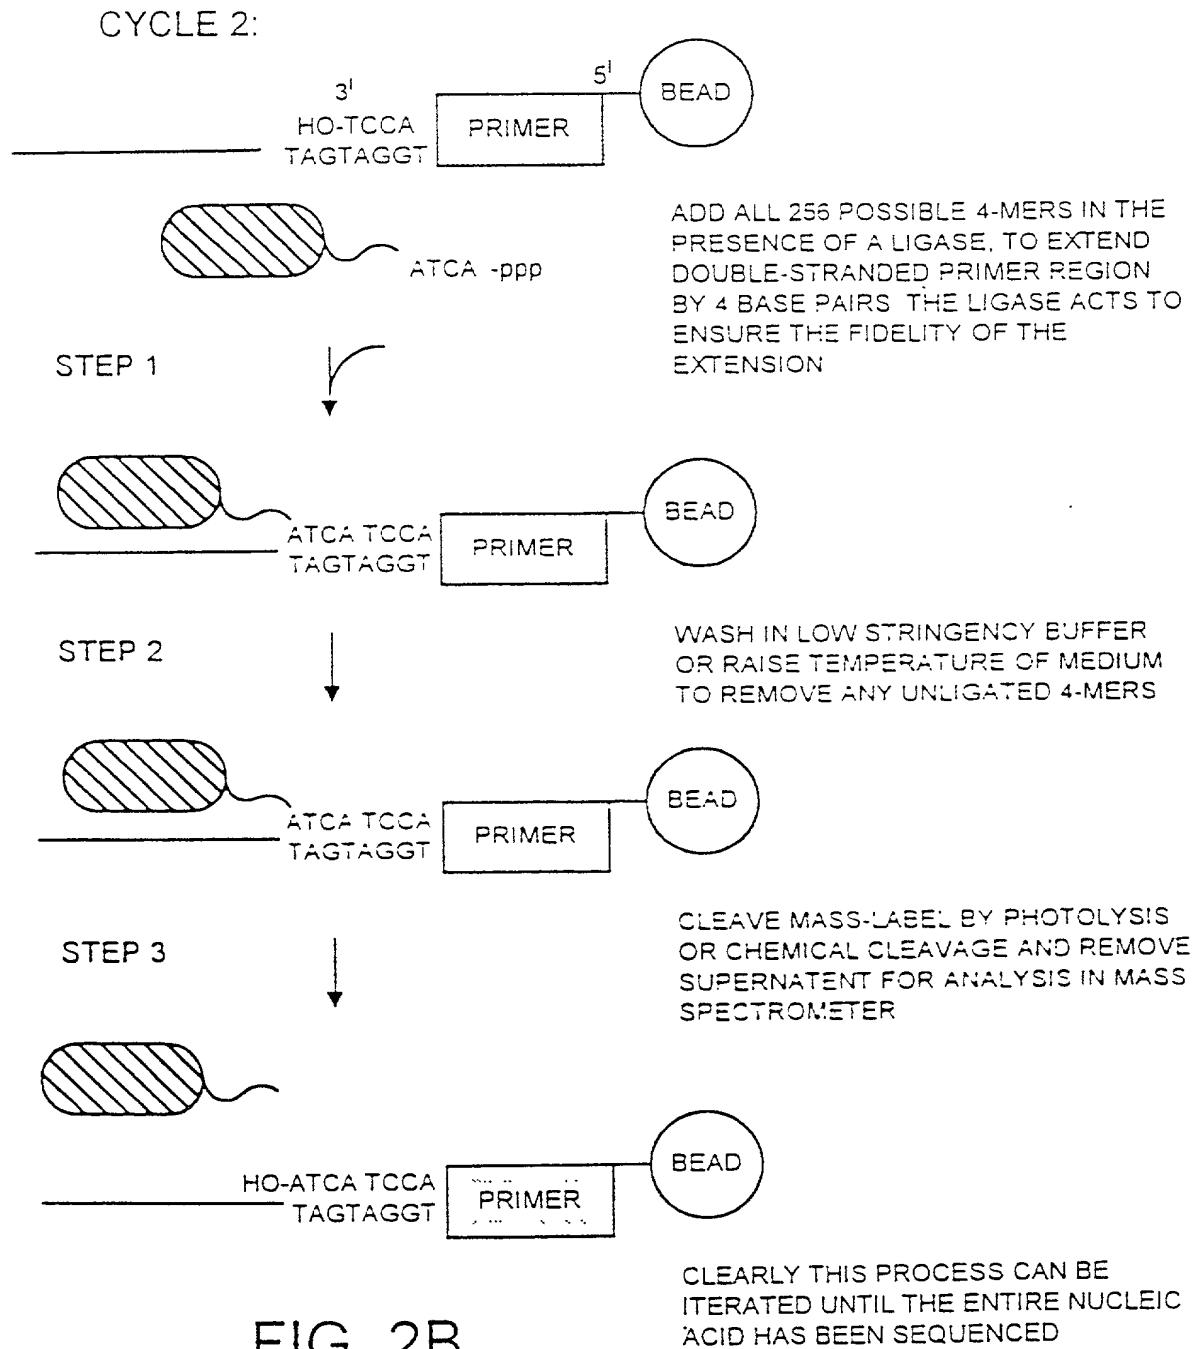 CYCLE 2:
3' 5'
HO-TCCA PRIMER BEAD
TAGTAGGT
ATCA -ppp
ADD ALL 256 POSSIBLE 4-MERS IN THE
PRESENCE OF A LIGASE, TO EXTEND
DOUBLE-STRANDED PRIMER REGION
BY 4 BASE PAIRS THE LIGASE ACTS TO
ENSURE THE FIDELITY OF THE
EXTENSION
STEP 1
BEAD
ATCA TCCA
TAGTAGGT
PRIMER
STEP 2
WASH IN LOW STRINGENCY BUFFER
OR RAISE TEMPERATURE OF MEDIUM
TO REMOVE ANY UNLIGATED 4-MERS
BEAD
ATCA TCCA
TAGTAGGT
PRIMER
STEP 3
CLEAVE MASS-LABEL BY PHOTOLYSIS
OR CHEMICAL CLEAVAGE AND REMOVE
SUPERNATENT FOR ANALYSIS IN MASS
SPECTROMETER
BEAD
HO-ATCA TCCA
TAGTAGGT
PRIMER
CLEARLY THIS PROCESS CAN BE
ITERATED UNTIL THE ENTIRE NUCLEIC
ACID HAS BEEN SEQUENCED
FIG. 2B